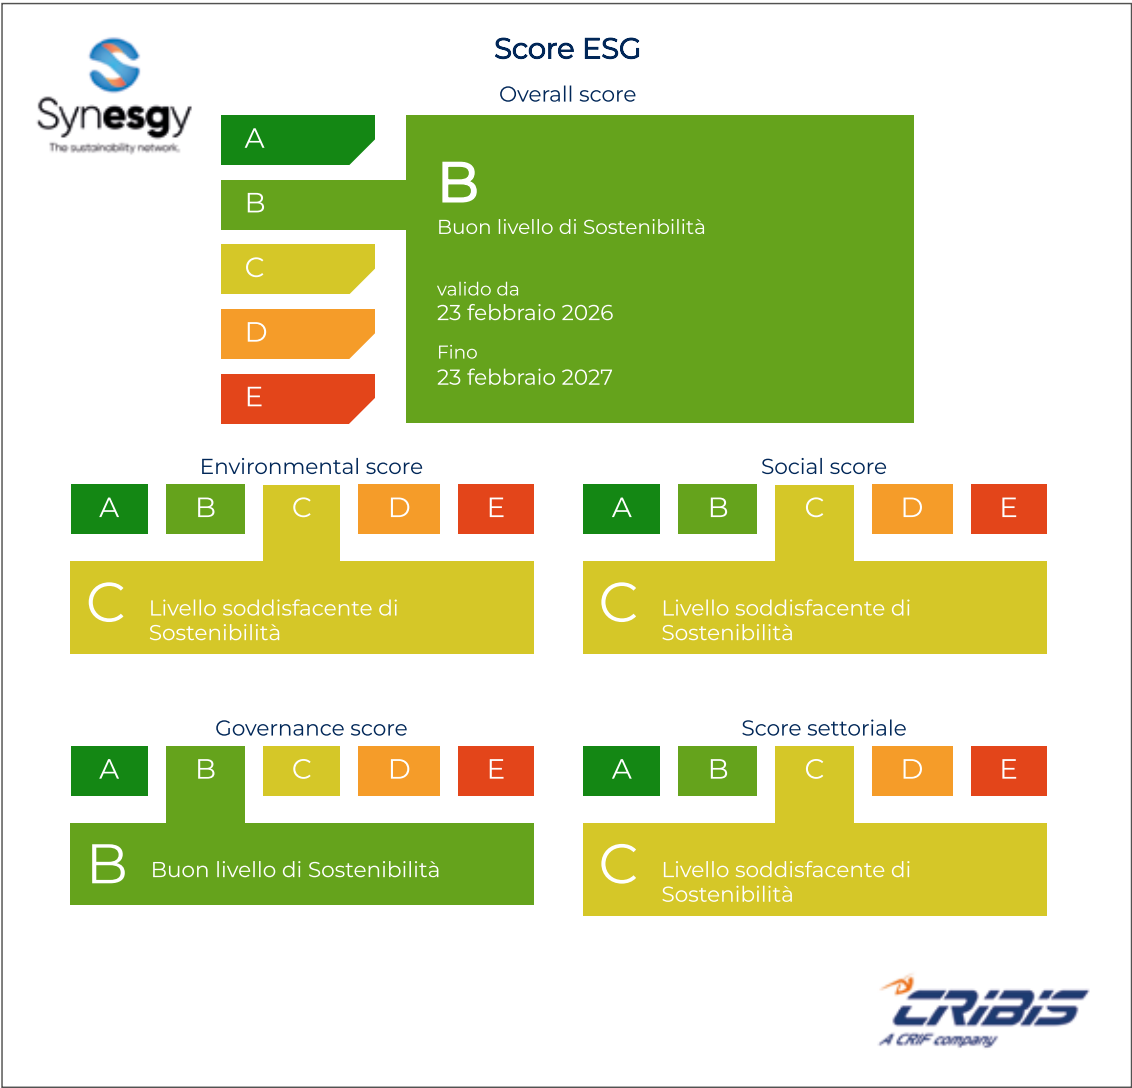 Score ESG
Synesgy
The sustainability network.
Overall score
A
B
C
D
E
B
Buon livello di Sostenibilità
valido da
23 febbraio 2026
Fino
23 febbraio 2027
Environmental score
A B C D E
C Livello soddisfacente di
Sostenibilità
Social score
A B C D E
C Livello soddisfacente di
Sostenibilità
Governance score
A B C D E
B Buon livello di Sostenibilità
Score settoriale
A B C D E
C Livello soddisfacente di
Sostenibilità
CRIBIS
A CRIF company